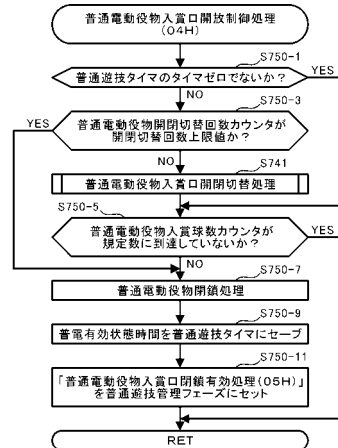 普通電動役物入賞口開放制御処理
(04H)
S750-1
普通遊技タイマのタイマゼロでないか?
YES
NO
S750-3
YES
普通電動役物開閉切替回数カウンタが
開閉切替回数上限値か?
NO
S741
普通電動役物入賞口開閉切替処理
S750-5
普通電動役物入賞球数カウンタが
規定数に到達していないか?
YES
NO
S750-7
普通電動役物閉鎖処理
S750-9
普電有効状態時間を普通遊技タイマにセーブ
S750-11
「普通電動役物入賞口閉鎖有効処理(05H)」
を普通遊技管理フェーズにセット
RET